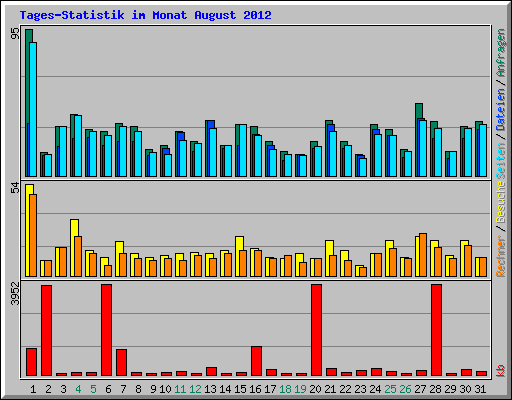 Tages-Statistik im Monat August 2012
95
54
3952
Rechner / Besuche Seiten / Dateien / Anfragen
kb
1 2 3 4 5 6 7 8 9 10 11 12 13 14 15 16 17 18 19 20 21 22 23 24 25 26 27 28 29 30 31